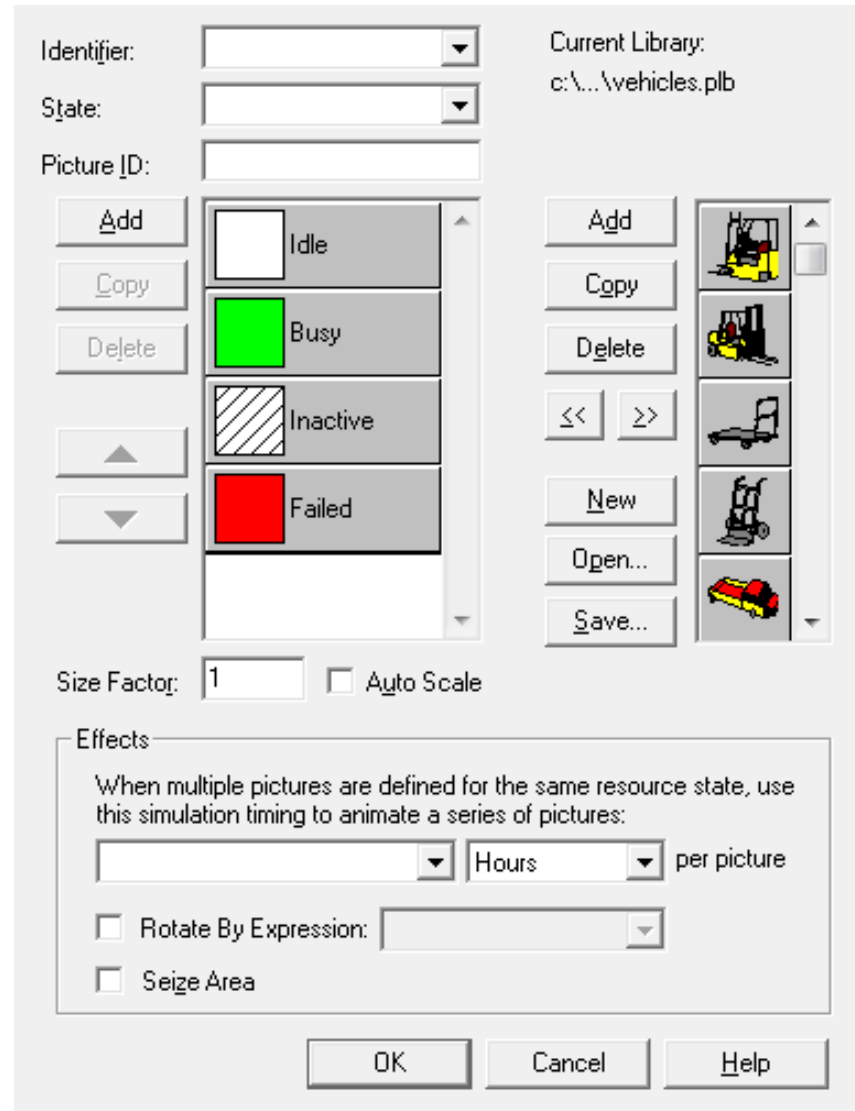 Identifier:
Current Library:
c:\...\vehicles.plb
State:
Picture ID:
Add
Copy
Delete
Idle
Busy
Inactive
Failed
Add
Copy
Delete
<<
>>
New
Open...
Save...
Size Factor:
1
Auto Scale
Effects
When multiple pictures are defined for the same resource state, use
this simulation timing to animate a series of pictures:
Hours
per picture
Rotate By Expression:
Seize Area
OK
Cancel
Help